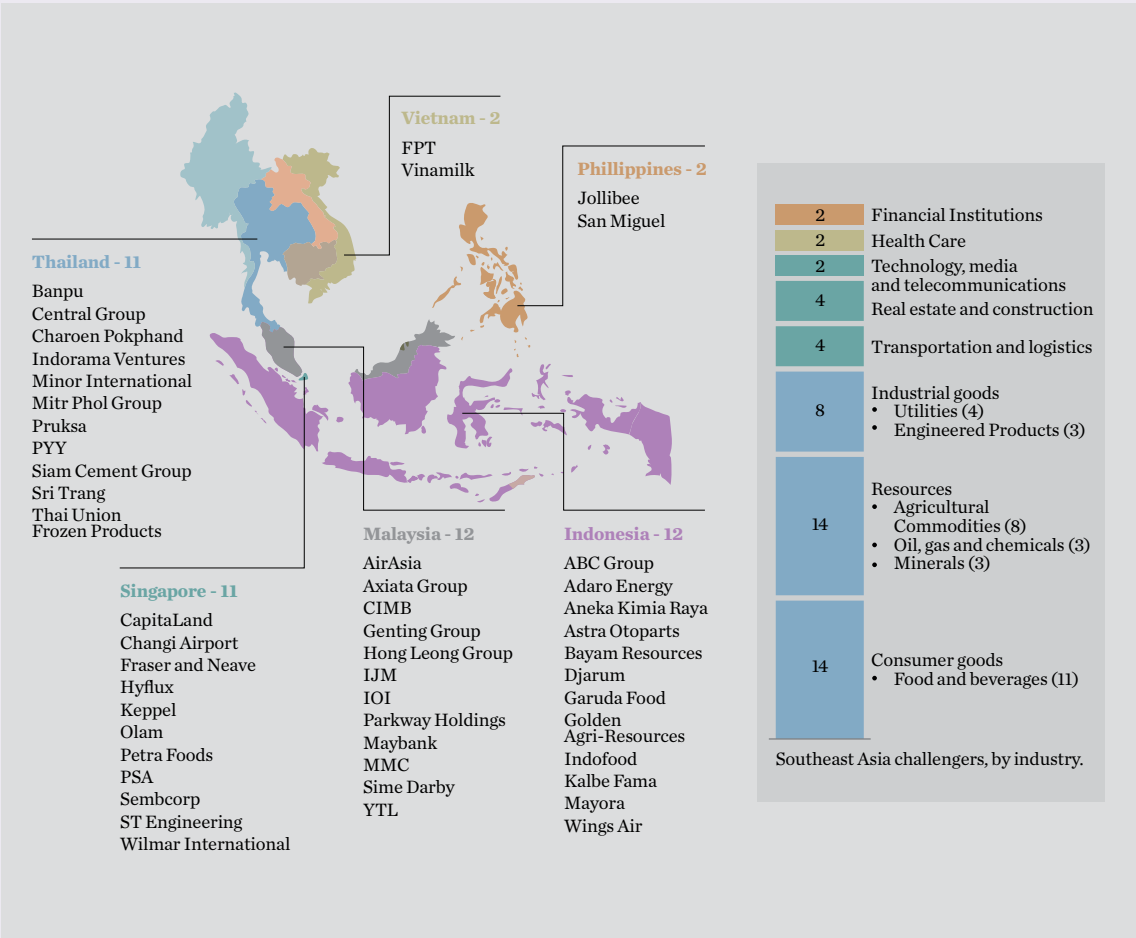 Vietnam - 2
FPT
Vinamilk
Phillippines - 2
Jollibee
San Miguel
Thailand - 11
Banpu
Central Group
Charoen Pokphand
Indorama Ventures
Minor International
Mitr Phol Group
Pruksa
PYY
Siam Cement Group
Sri Trang
Thai Union
Frozen Products
Singapore - 11
CapitaLand
Changi Airport
Fraser and Neave
Hyflux
Keppel
Olam
Petra Foods
PSA
Sembcorp
ST Engineering
Wilmar International
Malaysia - 12
AirAsia
Axiata Group
CIMB
Genting Group
Hong Leong Group
IJM
IOI
Parkway Holdings
Maybank
MMC
Sime Darby
YTL
Indonesia - 12
ABC Group
Adaro Energy
Aneka Kimia Raya
Astra Otoparts
Bayam Resources
Djarum
Garuda Food
Golden
Agri-Resources
Indofood
Kalbe Fama
Mayora
Wings Air
2 Financial Institutions
2 Health Care
2 Technology, media
and telecommunications
4 Real estate and construction
4 Transportation and logistics
8 Industrial goods
• Utilities (4)
• Engineered Products (3)
14 Resources
• Agricultural
Commodities (8)
• Oil, gas and chemicals (3)
• Minerals (3)
14 Consumer goods
• Food and beverages (11)
Southeast Asia challengers, by industry.